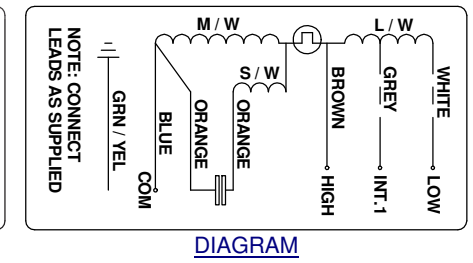 M / W
L / W
S / W
NOTE: CONNECT
LEADS AS SUPPLIED
GRN / YEL
BLUE
COM
ORANGE
ORANGE
BROWN
HIGH
GREY
INT.1
WHITE
LOW
DIAGRAM